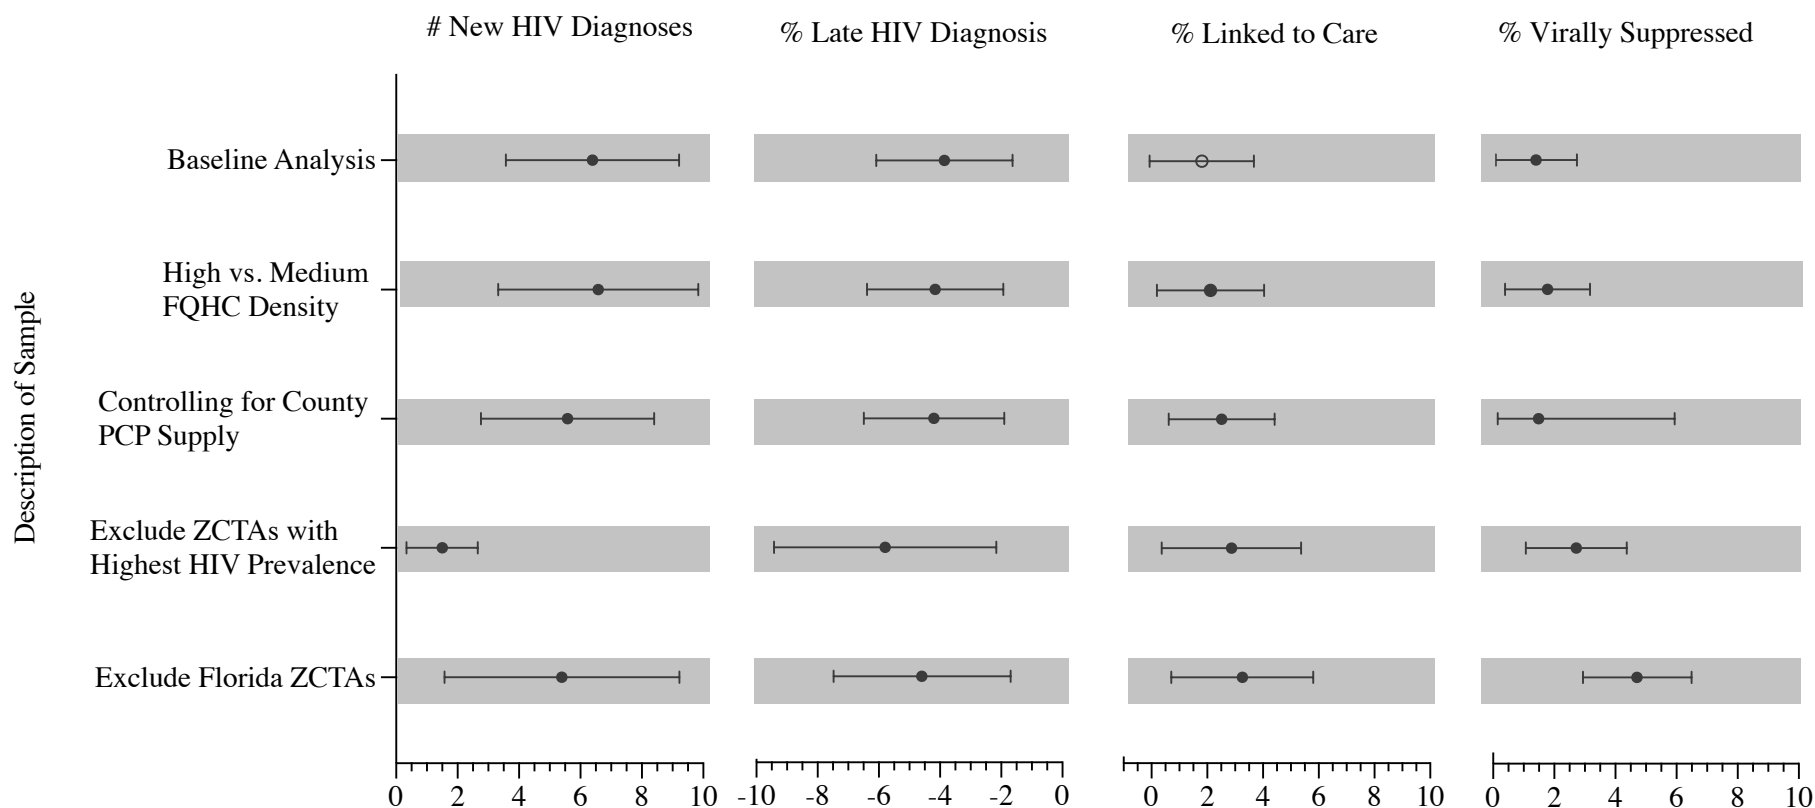 # New HIV Diagnoses
% Late HIV Diagnosis
% Linked to Care
% Virally Suppressed
Description of Sample
Baseline Analysis
High vs. Medium
FQHC Density
Controlling for County
PCP Supply
Exclude ZCTAs with
Highest HIV Prevalence
Exclude Florida ZCTAs
0 2 4 6 8 10
-10 -8 -6 -4 -2 0
0 2 4 6 8 10
0 2 4 6 8 10